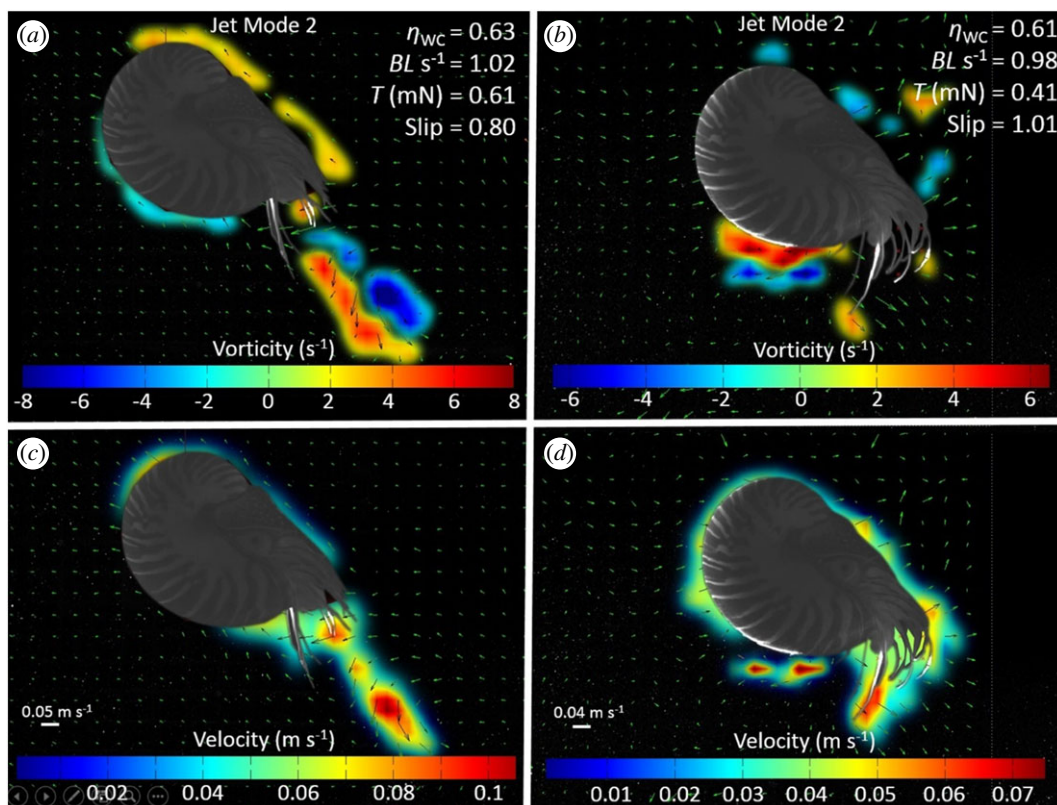 (a)
Jet Mode 2
ηWC = 0.63
BL s⁻¹ = 1.02
T (mN) = 0.61
Slip = 0.80
Vorticity (s⁻¹)
-8 -6 -4 -2 0 2 4 6 8
(b)
Jet Mode 2
ηWC = 0.61
BL s⁻¹ = 0.98
T (mN) = 0.41
Slip = 1.01
Vorticity (s⁻¹)
-6 -4 -2 0 2 4 6
(c)
0.05 m s⁻¹
Velocity (m s⁻¹)
0.02 0.04 0.06 0.08 0.1
(d)
0.04 m s⁻¹
Velocity (m s⁻¹)
0.01 0.02 0.03 0.04 0.05 0.06 0.07